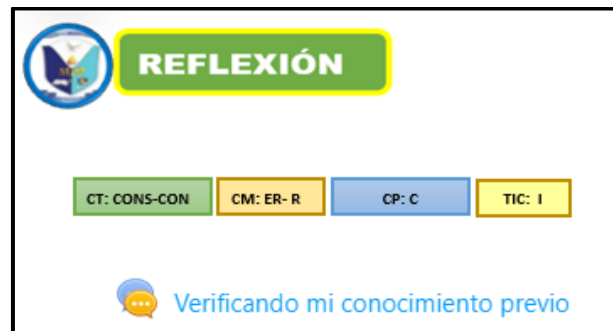 REFLEXIÓN
CT: CONS-CON CM: ER- R CP: C TIC: I
Verificando mi conocimiento previo